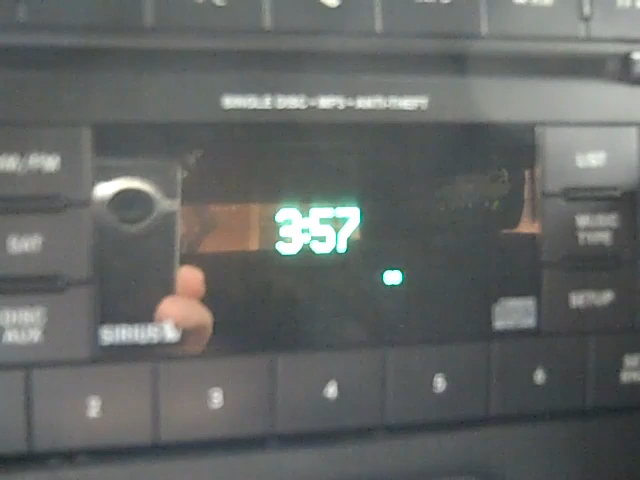 SINGLE DISC - MP3 - ANTI-THEFT
AM/FM
LIST
3:57
SAT
MUSIC
TYPE
DISC
AUX
SETUP
SIRIUS
2
3
4
5
6